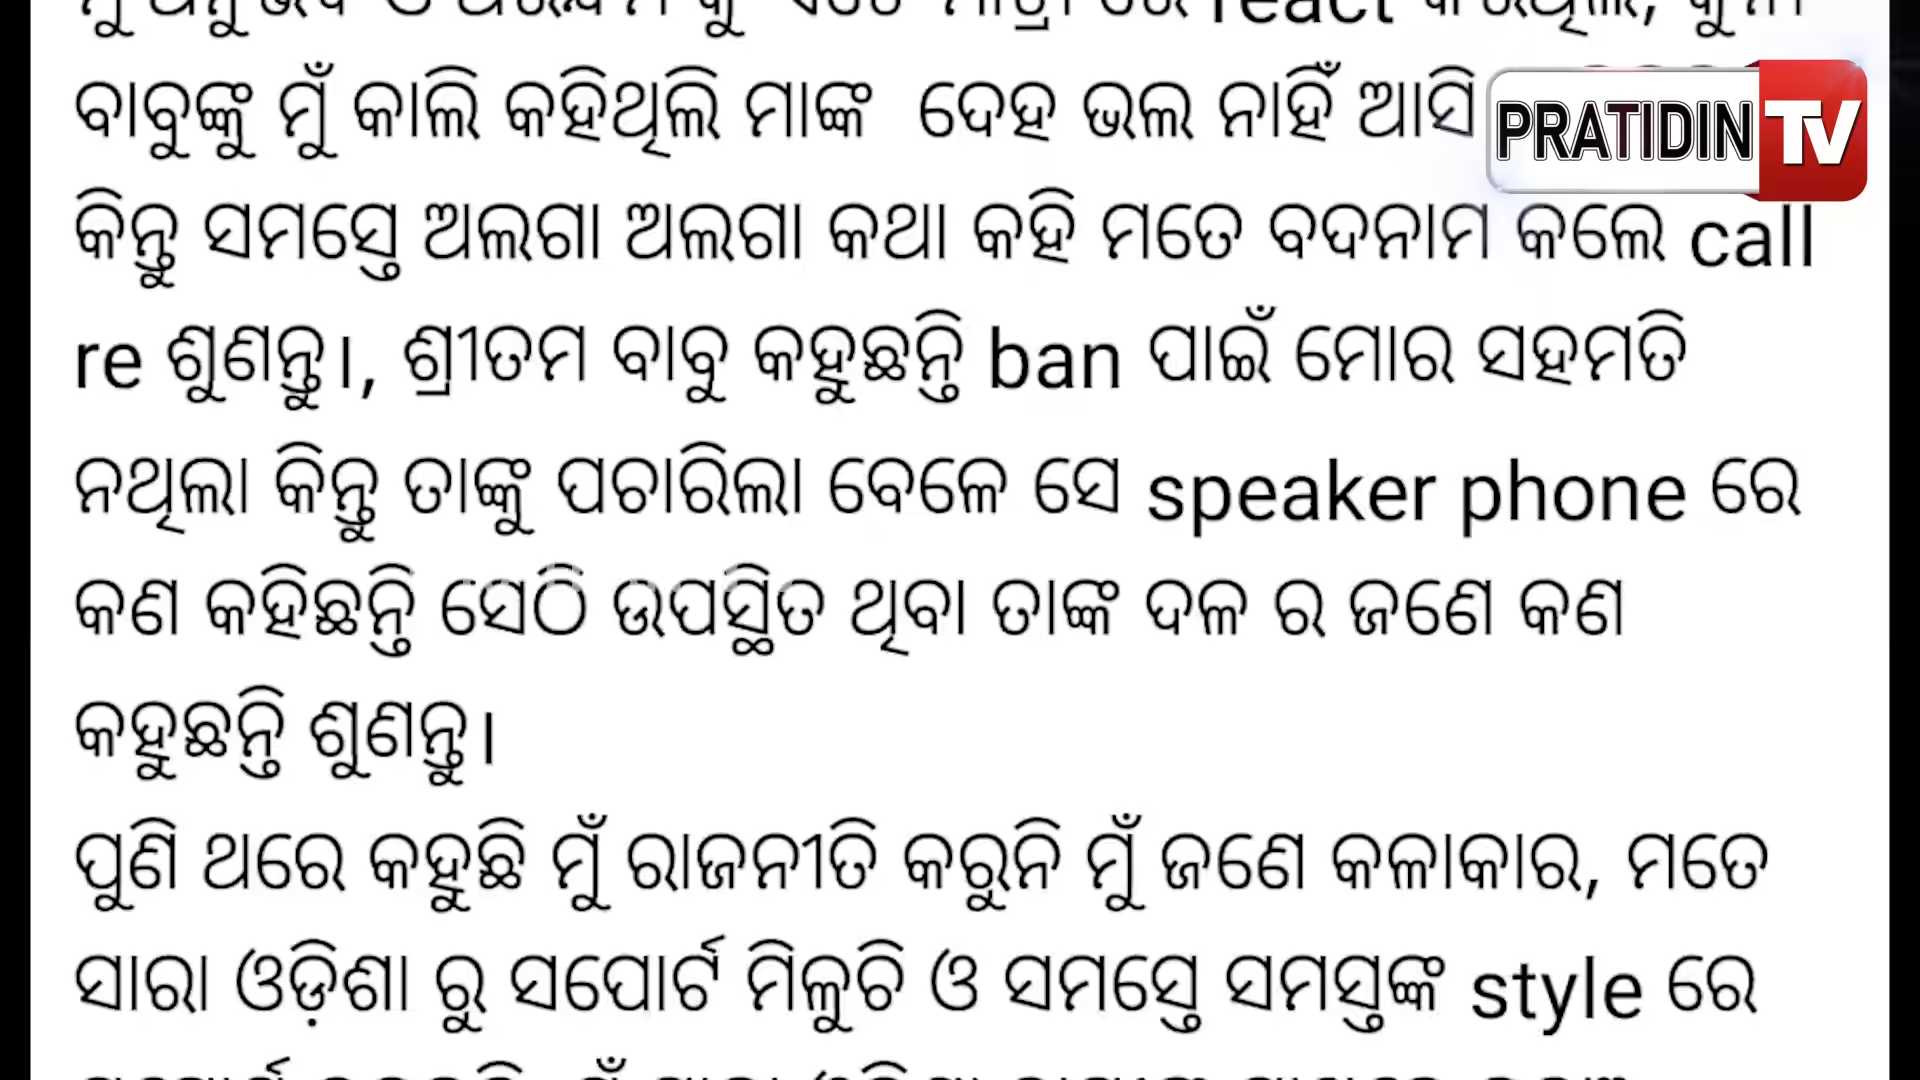 react
ବାବୁଙ୍କୁ ମୁଁ କାଲି କହିଥିଲି ମାଙ୍କ ଦେହ ଭଲ ନାହିଁ ଆସି
PRATIDIN TV
କିନ୍ତୁ ସମସ୍ତେ ଅଲଗା ଅଲଗା କଥା କହି ମତେ ବଦନାମ କଲେ call
re ଶୁଣନ୍ତୁ।, ଶ୍ରୀତମ ବାବୁ କହୁଛନ୍ତି ban ପାଇଁ ମୋର ସହମତି
ନଥିଲା କିନ୍ତୁ ତାଙ୍କୁ ପଚାରିଲା ବେଳେ ସେ speaker phone ରେ
କଣ କହିଛନ୍ତି ସେଠି ଉପସ୍ଥିତ ଥିବା ତାଙ୍କ ଦଳ ର ଜଣେ କଣ
କହୁଛନ୍ତି ଶୁଣନ୍ତୁ।
ପୁଣି ଥରେ କହୁଛି ମୁଁ ରାଜନୀତି କରୁନି ମୁଁ ଜଣେ କଳାକାର, ମତେ
ସାରା ଓଡ଼ିଶା ରୁ ସପୋର୍ଟ ମିଳୁଚି ଓ ସମସ୍ତେ ସମସ୍ତଙ୍କ style ରେ